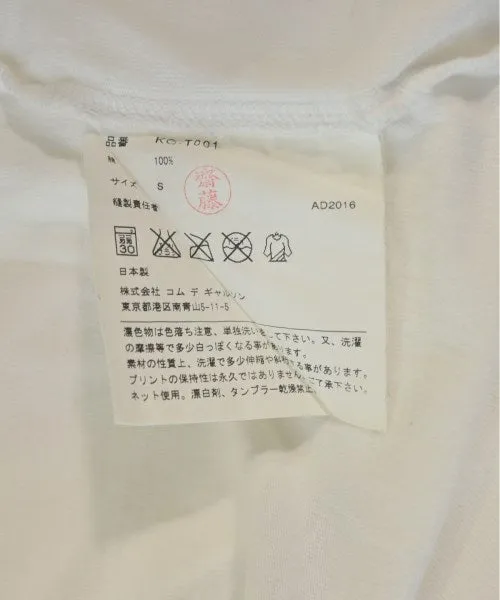 品番 KQ-T001
綿 100%
サイズ S
齋藤
縫製責任者 AD2016
30
日本製
株式会社 コム デ ギャルソン
東京都港区南青山5-11-5
濃色物は色落ち注意、単独洗いをして下さい。又、洗濯
の摩擦等で多少白っぽくなる事があります。
素材の性質上、洗濯で多少伸縮や斜行する事があります。
プリントの保持性は永久ではありません。ご了承下さい。
ネット使用。漂白剤、タンブラー乾燥禁止。